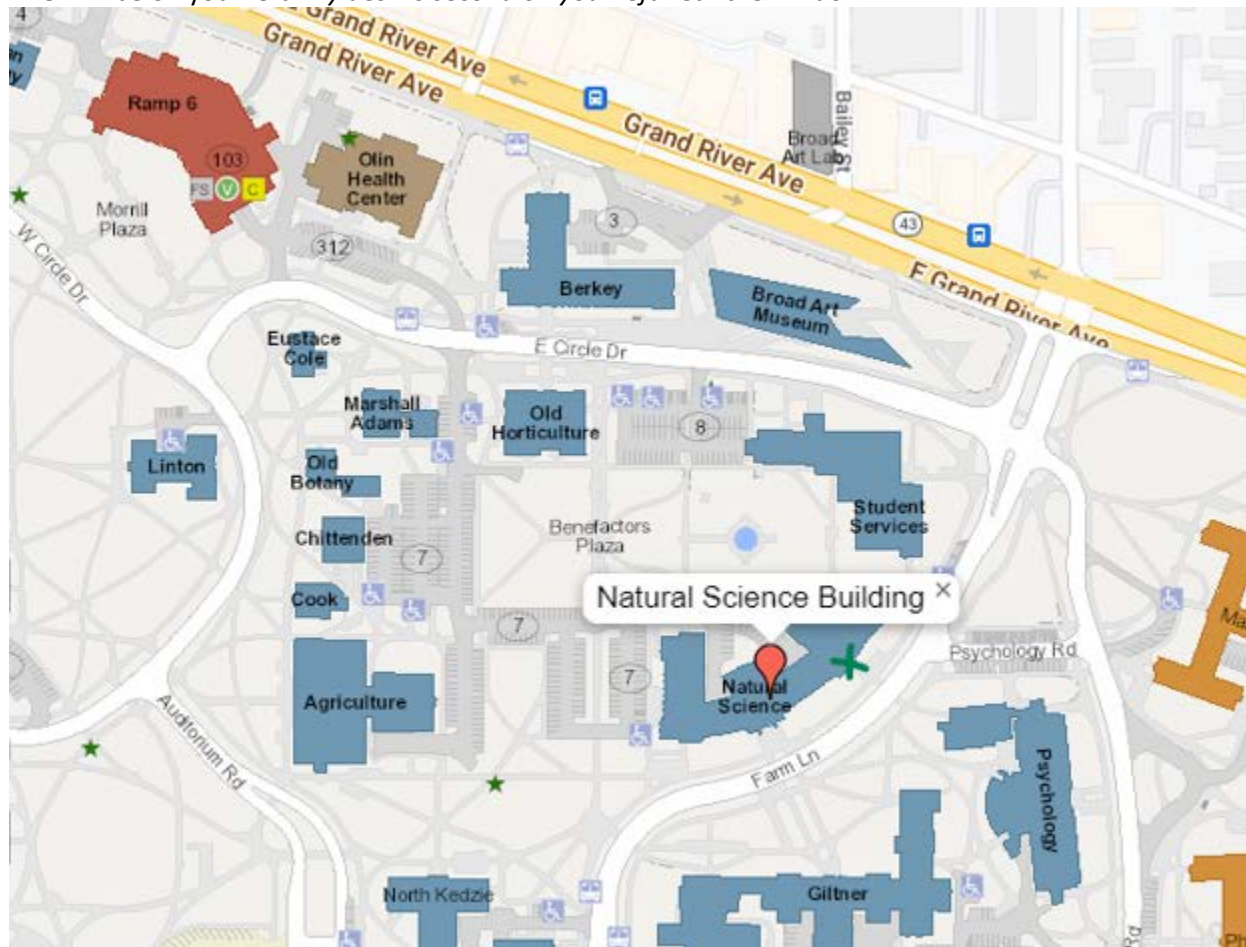 4
Grand River Ave
Grand River Ave
Ramp 6
103
FS V C
Olin
Health
Center
Grand River Ave
Bailey St
Broad
Art Lab
Morrill
Plaza
312
3
43
W Circle Dr
Berkey
Broad Art
Museum
E Grand River Ave
Eustace
Cole
E Circle Dr
Marshall
Adams
Old
Horticulture
8
Linton
Old
Botany
Student
Services
Chittenden
Benefactors
Plaza
7
Cook
Natural Science Building ×
7
Psychology Rd
7
Agriculture
Natural
Science
Auditorium Rd
Farm Ln
Psychology
North Kedzie
Giltner